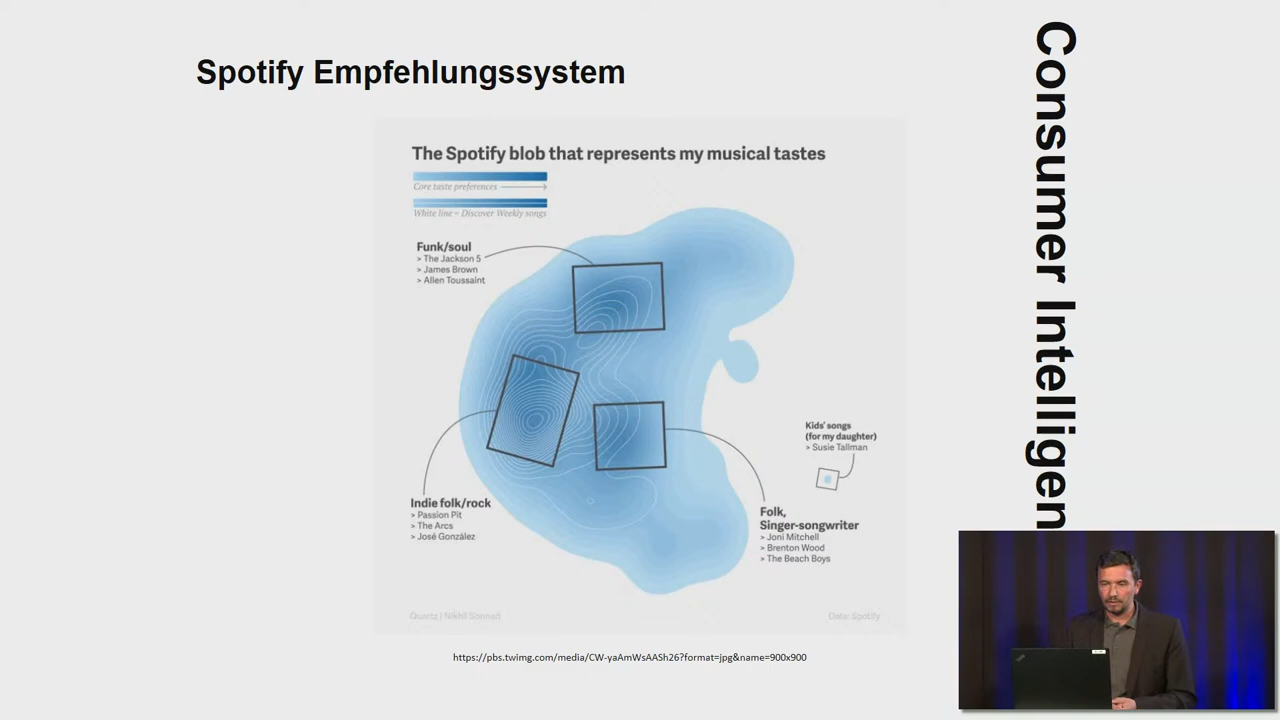 Spotify Empfehlungssystem
Consumer Intelligen
The Spotify blob that represents my musical tastes
Core taste preferences
White line = Discover Weekly songs
Funk/soul
> The Jackson 5
> James Brown
> Allen Toussaint
Kids' songs
(for my daughter)
> Susie Tallman
Indie folk/rock
> Passion Pit
> The Arcs
> José González
Folk,
Singer-songwriter
> Joni Mitchell
> Brenton Wood
> The Beach Boys
Quartz | Nikhil Sonnad
Data: Spotify
https://pbs.twimg.com/media/CW-yaAmWsAASh26?format=jpg&name=900x900